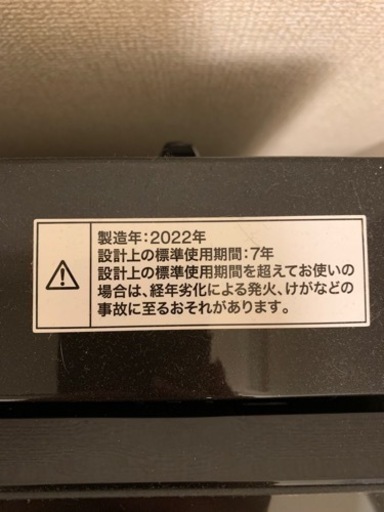 製造年:2022年
設計上の標準使用期間:7年
設計上の標準使用期間を超えてお使いの
場合は、経年劣化による発火、けがなどの
事故に至るおそれがあります。